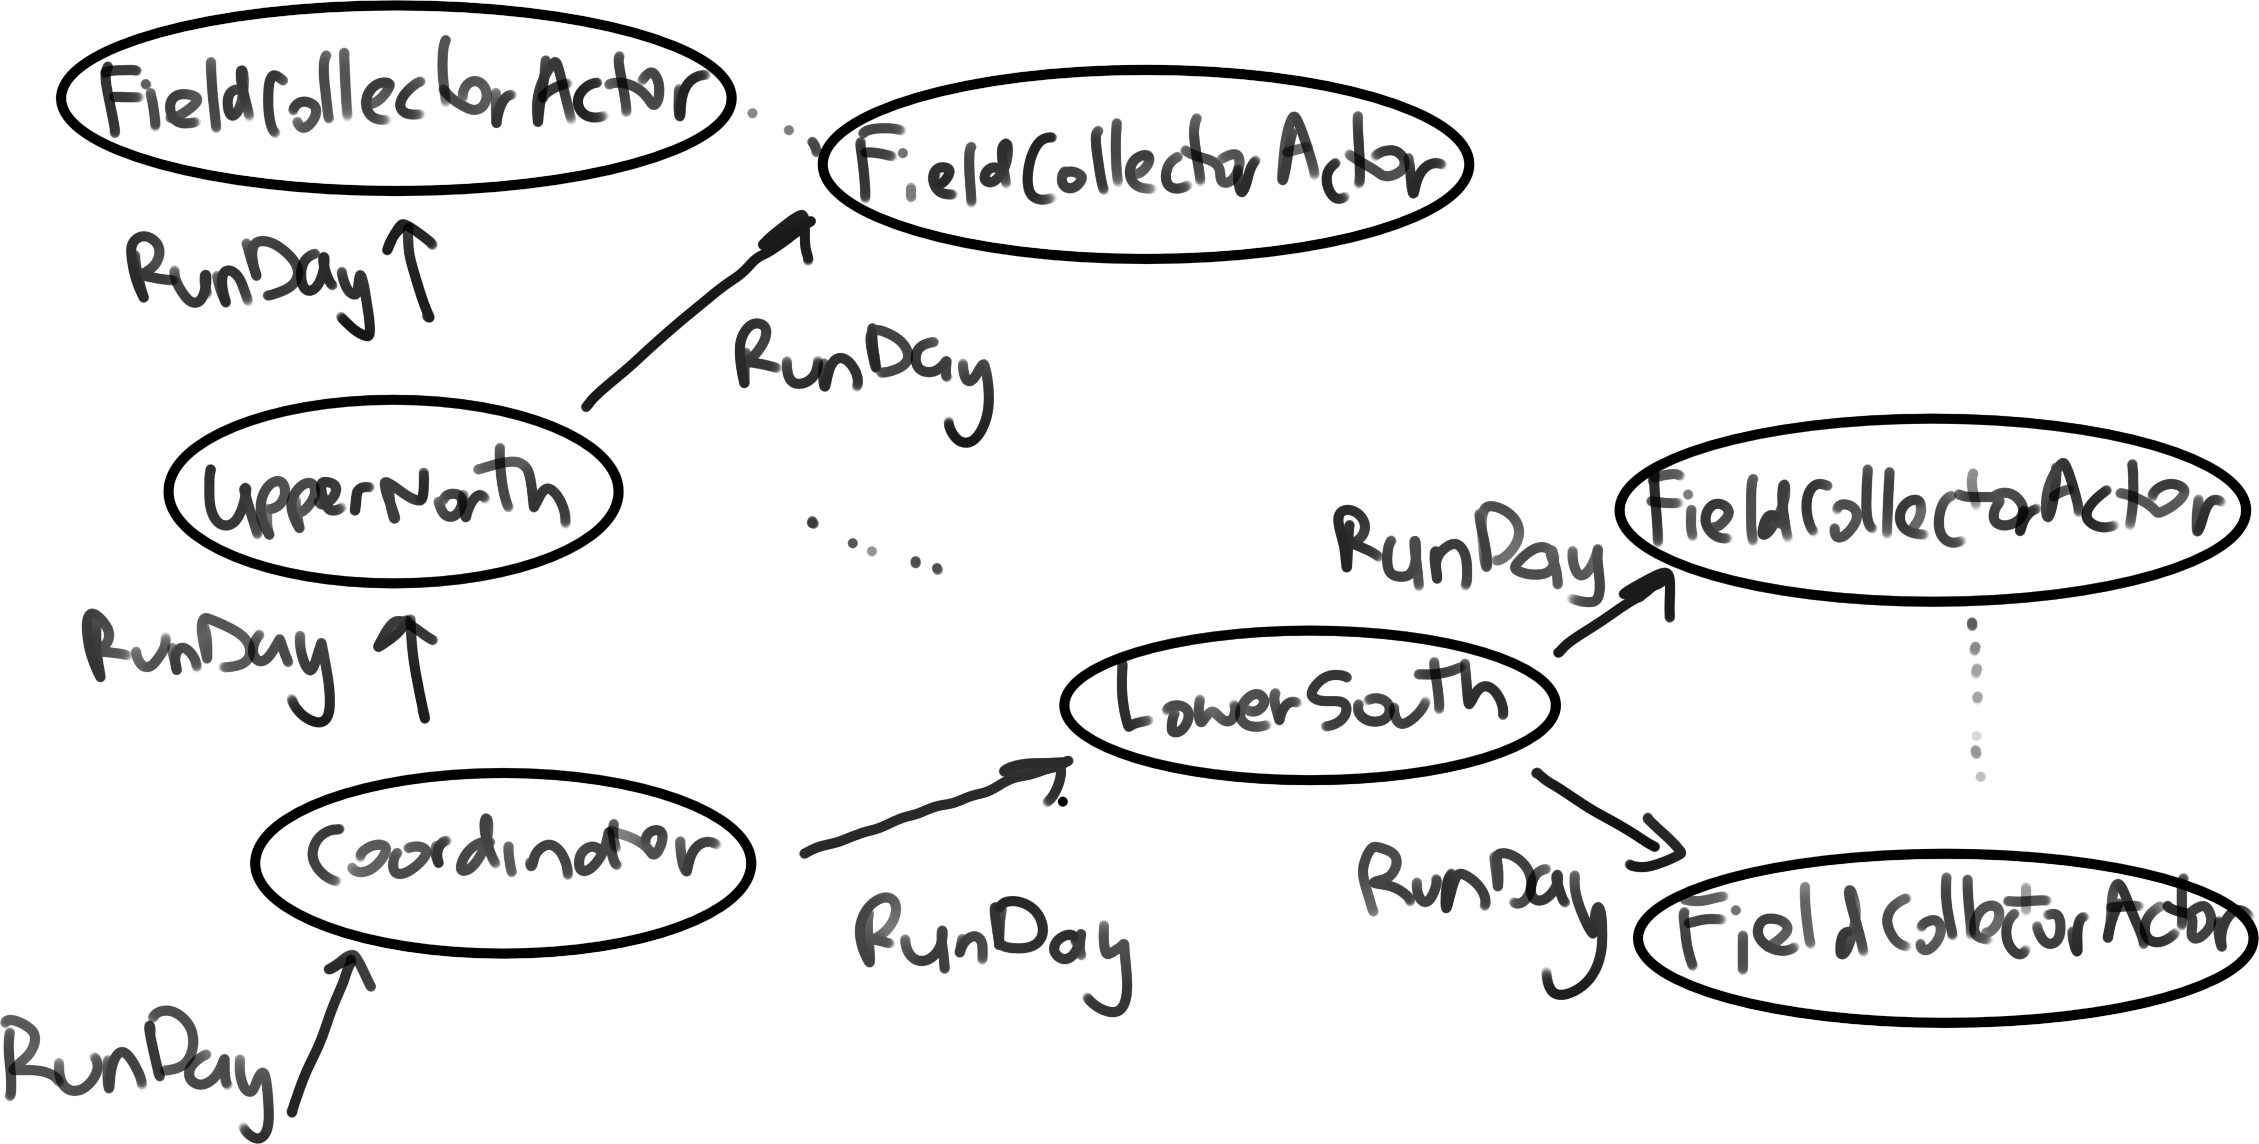 FieldCollectorActor
FieldCollectorActor
RunDay
RunDay
UpperNorth
FieldCollectorActor
RunDay
RunDay
LowerSouth
Coordinator
RunDay
RunDay
FieldCollectorActor
RunDay